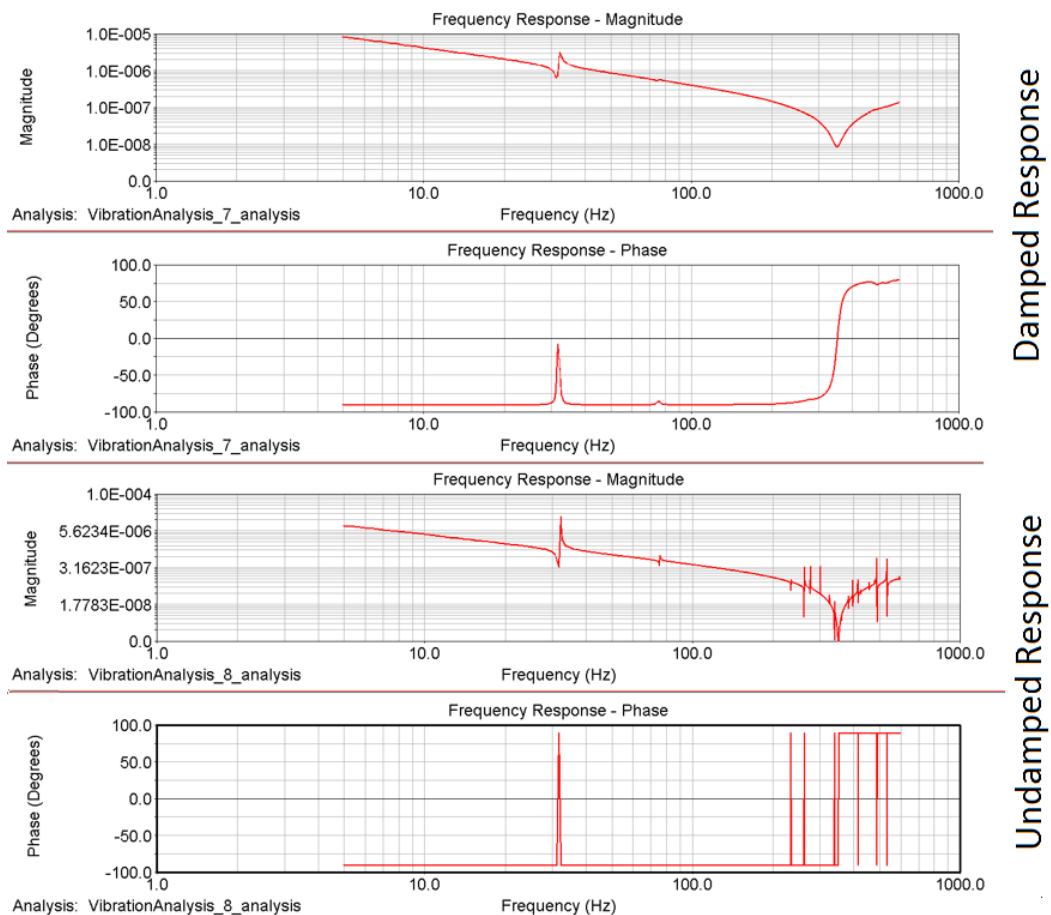 Frequency Response - Magnitude
1.0E-005
1.0E-006
1.0E-007
1.0E-008
0.0
Magnitude
1.0 10.0 100.0 1000.0
Analysis: VibrationAnalysis_7_analysis Frequency (Hz)
Frequency Response - Phase
100.0
50.0
0.0
-50.0
-100.0
Phase (Degrees)
1.0 10.0 100.0 1000.0
Analysis: VibrationAnalysis_7_analysis Frequency (Hz)
Damped Response
Frequency Response - Magnitude
1.0E-004
5.6234E-006
3.1623E-007
1.7783E-008
0.0
Magnitude
1.0 10.0 100.0 1000.0
Analysis: VibrationAnalysis_8_analysis Frequency (Hz)
Frequency Response - Phase
100.0
50.0
0.0
-50.0
-100.0
Phase (Degrees)
1.0 10.0 100.0 1000.0
Analysis: VibrationAnalysis_8_analysis Frequency (Hz)
Undamped Response